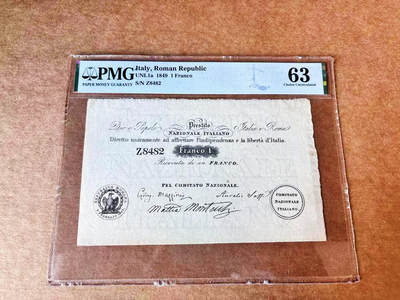 PMG
PAPER MONEY GUARANTY
Italy, Roman Republic
UNL1a 1849 1 Franco
S/N Z8482
63
Choice Uncirculated
Prestito
Dio e Popolo
Italia e Roma
NAZIONALE ITALIANO
Diretto unicamente ad affrettare l'indipendenza e la libertà d'Italia
Z8482
Franco 1
Ricevuta di un FRANCO.
PEL COMITATO NAZIONALE.
COMITATO
NAZIONALE
ITALIANO